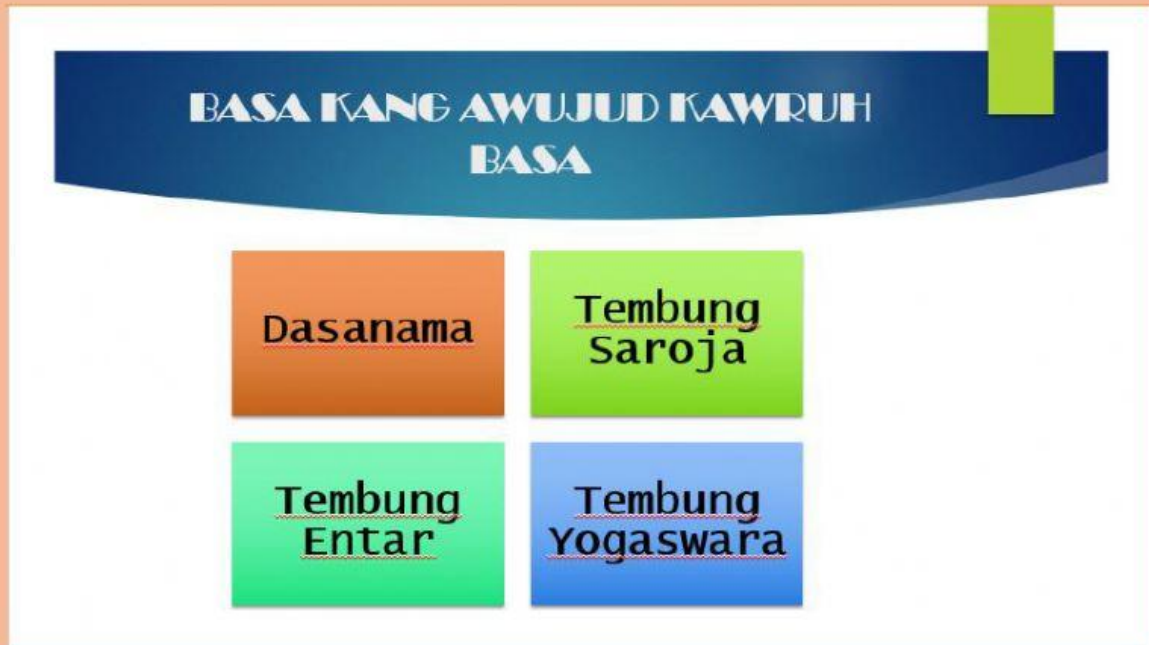 BASA KANG AWUJUD KAWRUH
BASA
Dasanama
Tembung
Saroja
Tembung
Entar
Tembung
Yogaswara